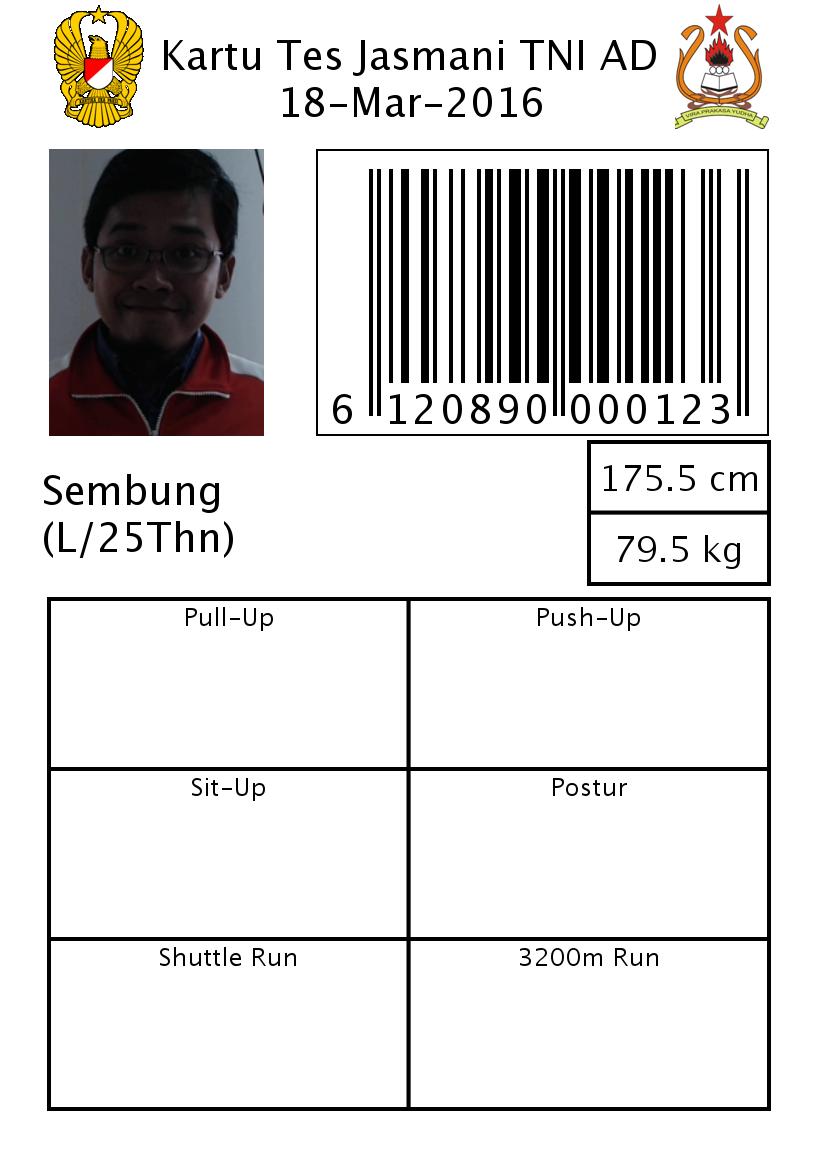 Kartu Tes Jasmani TNI AD
18-Mar-2016
VIRA PRAKASA YUDHA
6 120890 000123
175.5 cm
79.5 kg
Sembung
(L/25Thn)
Pull-Up
Push-Up
Sit-Up
Postur
Shuttle Run
3200m Run